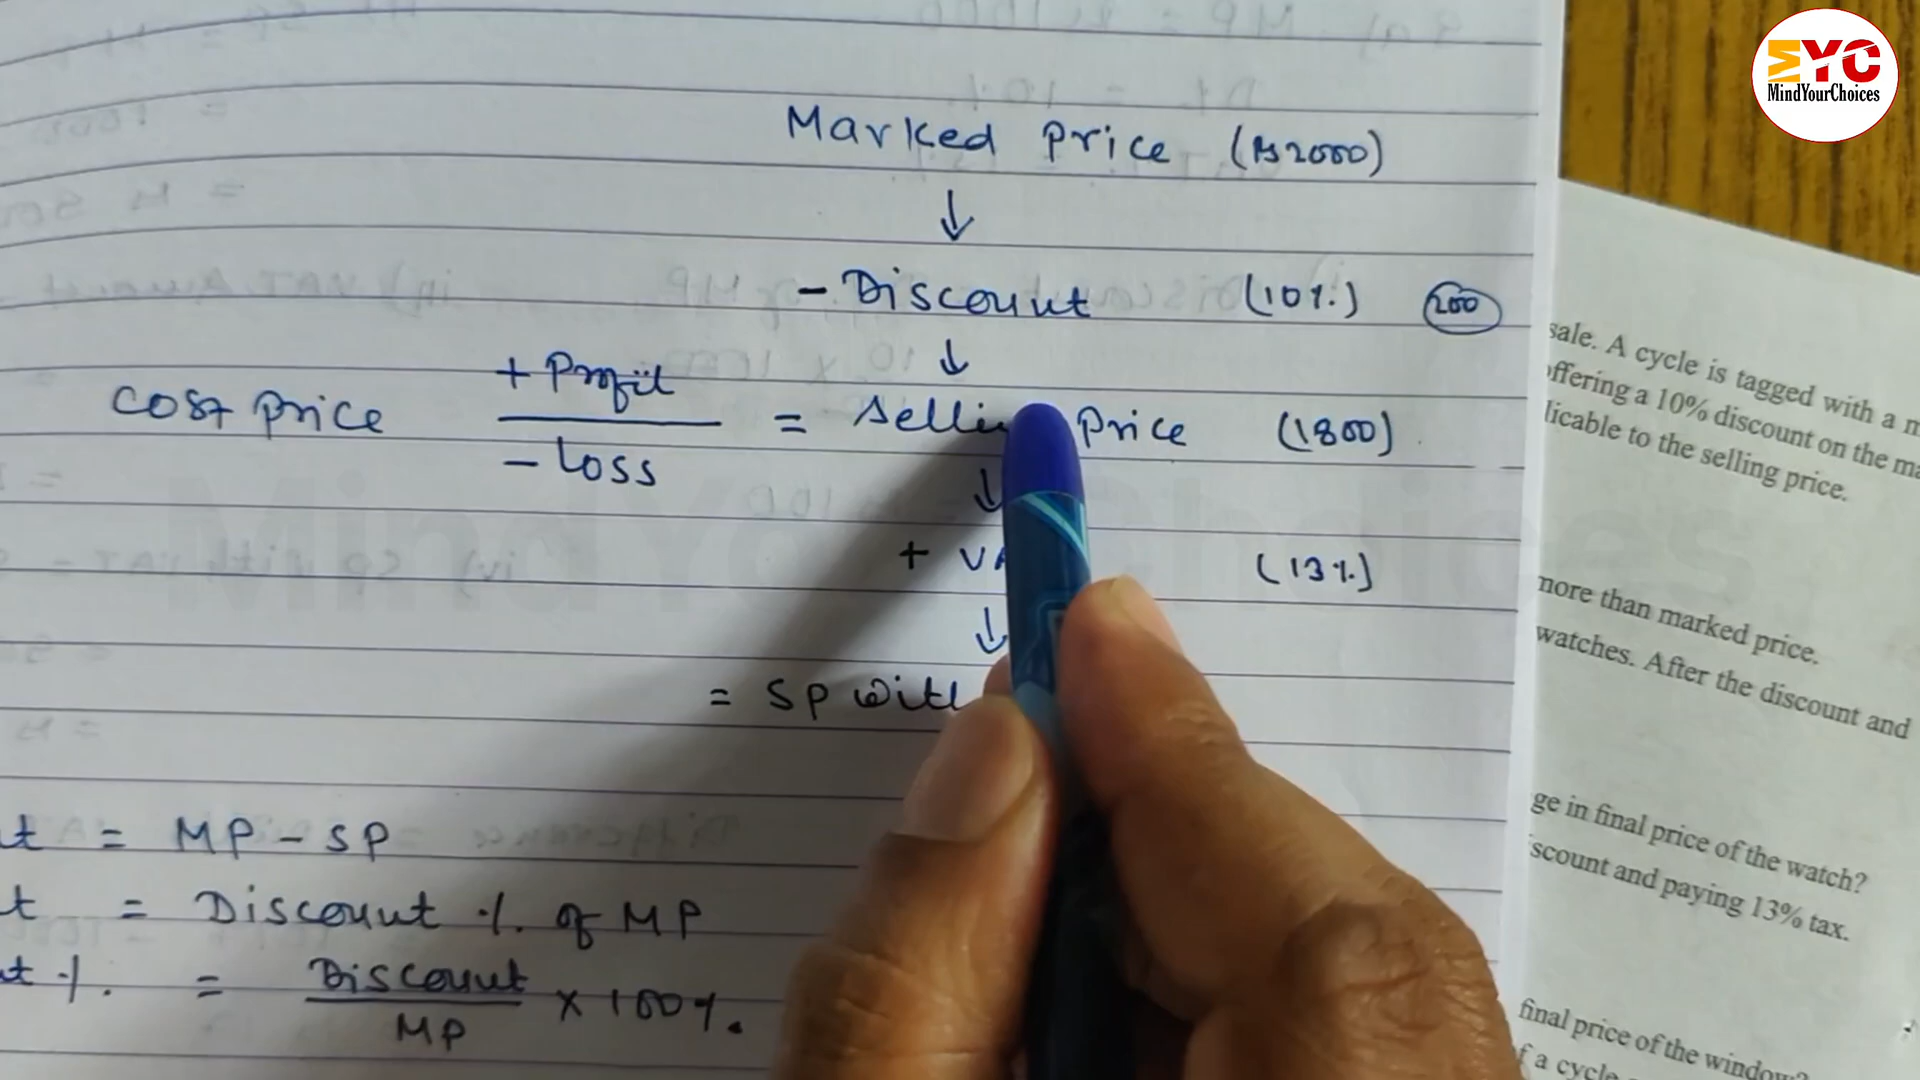 MYC
MindYourChoices
Marked Price (Rs 2000)
↓
- Discount (10%) 200
↓
Cost Price + Profit / - Loss = Selling Price (1800)
↓
+ VA (13%)
↓
= SP with
t = MP - SP
t = Discount % of MP
t % = Discount / MP × 100%.
sale. A cycle is tagged with a m
offering a 10% discount on the ma
licable to the selling price.
more than marked price.
watches. After the discount and
ge in final price of the watch?
scount and paying 13% tax.
final price of the window?
f a cycle